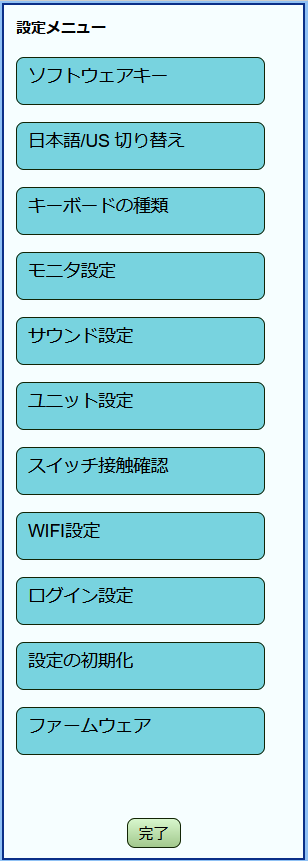 設定メニュー
ソフトウェアキー
日本語/US 切り替え
キーボードの種類
モニタ設定
サウンド設定
ユニット設定
スイッチ接触確認
WIFI設定
ログイン設定
設定の初期化
ファームウェア
完了